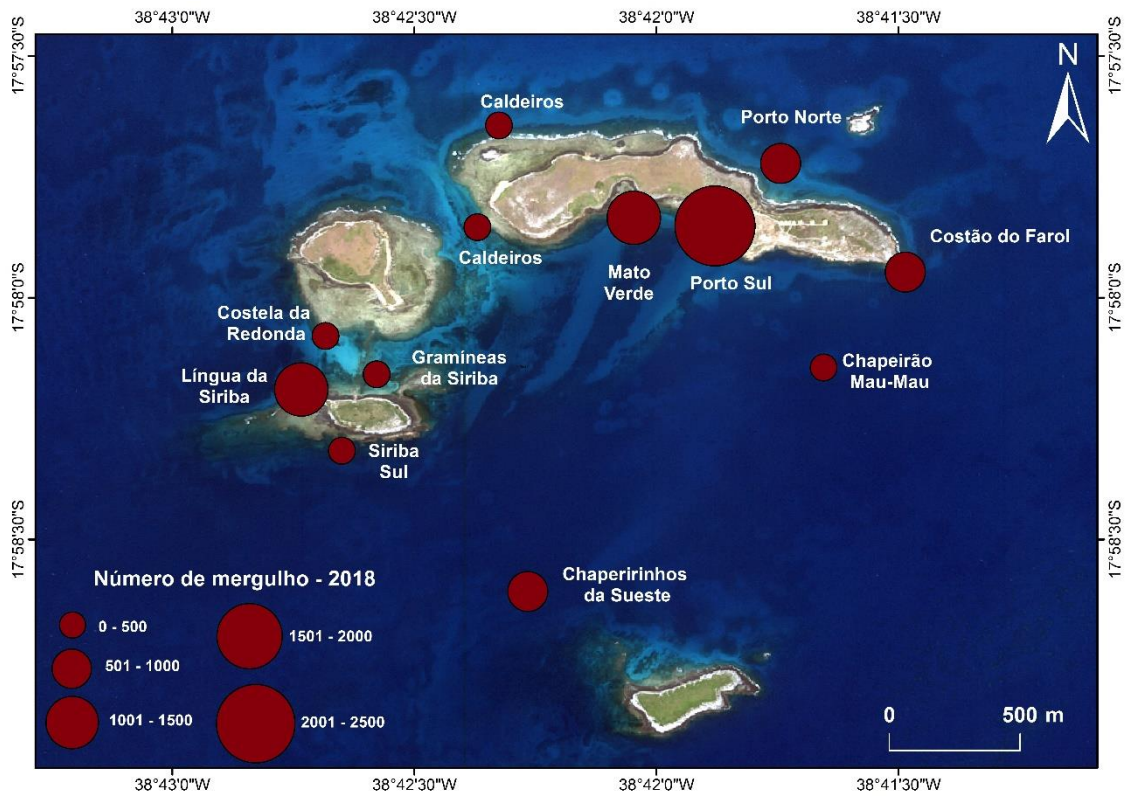 38°43'0"W
38°42'30"W
38°42'0"W
38°41'30"W
17°57'30"S
17°57'30"S
N
Caldeiros
Porto Norte
Costão do Farol
Caldeiros
Mato
Verde
Porto Sul
17°58'0"S
17°58'0"S
Costela da
Redonda
Gramíneas
da Siriba
Chapeirão
Mau-Mau
Língua da
Siriba
Siriba
Sul
17°58'30"S
17°58'30"S
Chaperirinhos
da Sueste
Número de mergulho - 2018
0 - 500
1501 - 2000
501 - 1000
1001 - 1500
2001 - 2500
0
500 m
38°43'0"W
38°42'30"W
38°42'0"W
38°41'30"W